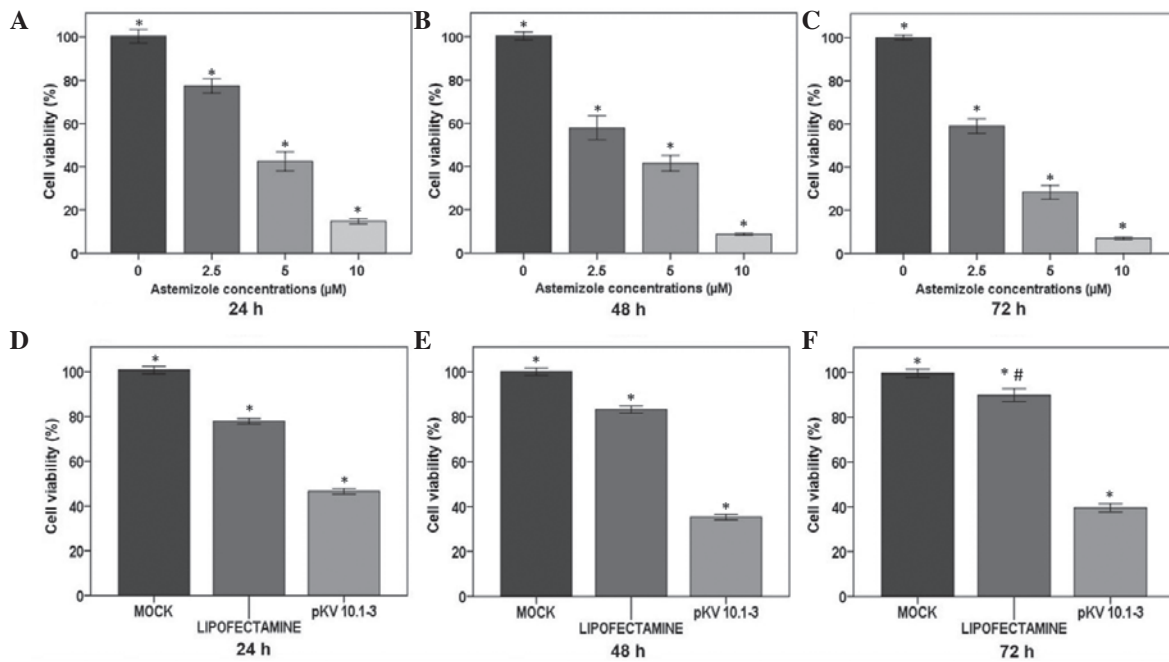 A
Cell viability (%)
100
80
60
40
20
0
* * * *
0 2.5 5 10
Astemizole concentrations (µM)
24 h
B
Cell viability (%)
100
80
60
40
20
0
* * * *
0 2.5 5 10
Astemizole concentrations (µM)
48 h
C
Cell viability (%)
100
80
60
40
20
0
* * * *
0 2.5 5 10
Astemizole concentrations (µM)
72 h
D
Cell viability (%)
100
80
60
40
20
0
* * *
MOCK pKV 10.1-3
LIPOFECTAMINE
24 h
E
Cell viability (%)
100
80
60
40
20
0
* * *
MOCK pKV 10.1-3
LIPOFECTAMINE
48 h
F
Cell viability (%)
100
80
60
40
20
0
* * # *
MOCK pKV 10.1-3
LIPOFECTAMINE
72 h